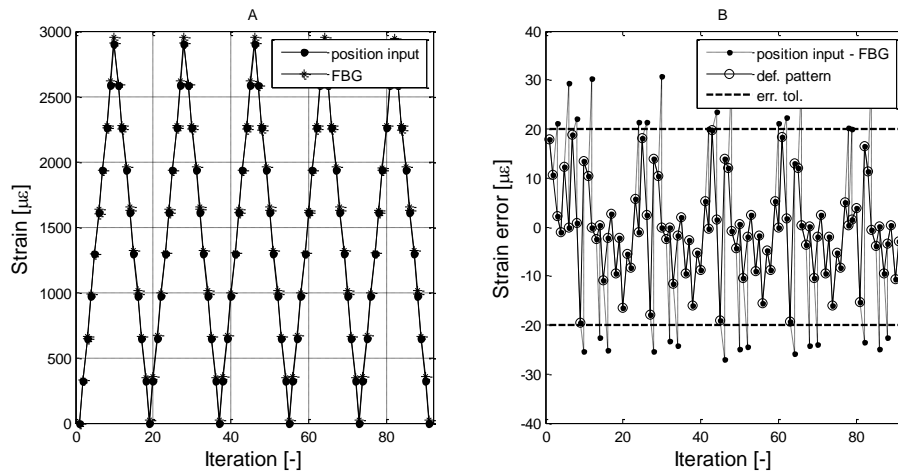 A
3000
2500
2000
1500
1000
500
0
0 20 40 60 80
Strain [με]
Iteration [-]
position input
FBG
B
40
30
20
10
0
-10
-20
-30
-40
0 20 40 60 80
Strain error [με]
Iteration [-]
position input - FBG
def. pattern
err. tol.